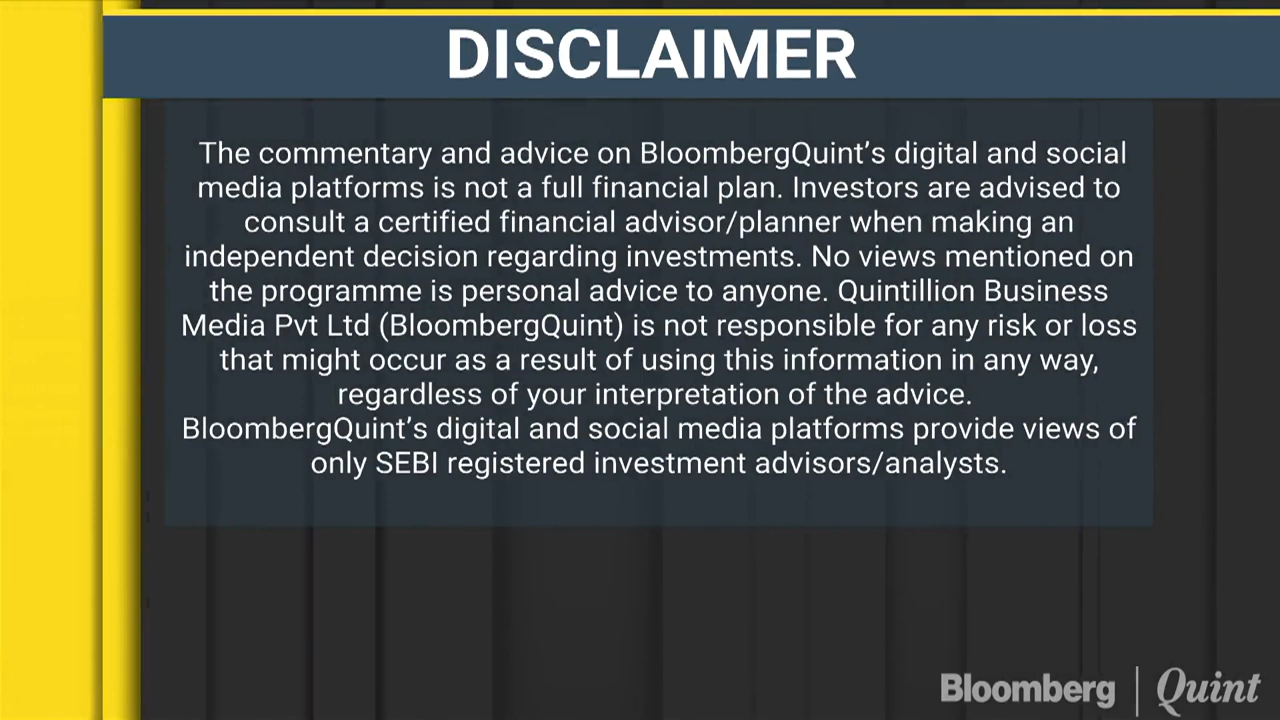 DISCLAIMER
The commentary and advice on BloombergQuint’s digital and social
media platforms is not a full financial plan. Investors are advised to
consult a certified financial advisor/planner when making an
independent decision regarding investments. No views mentioned on
the programme is personal advice to anyone. Quintillion Business
Media Pvt Ltd (BloombergQuint) is not responsible for any risk or loss
that might occur as a result of using this information in any way,
regardless of your interpretation of the advice.
BloombergQuint’s digital and social media platforms provide views of
only SEBI registered investment advisors/analysts.
Bloomberg | Quint